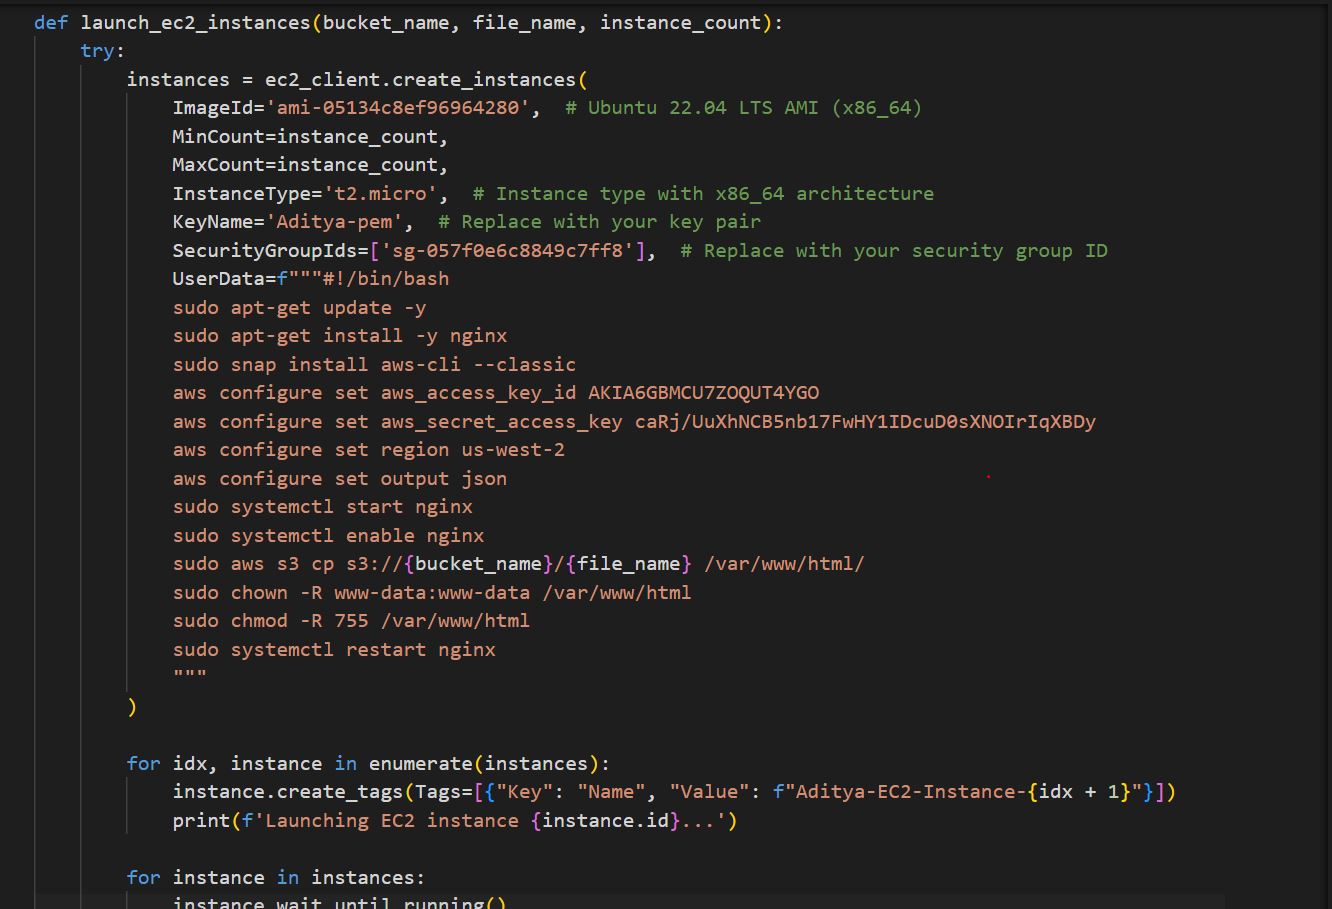 def launch_ec2_instances(bucket_name, file_name, instance_count):
    try:
        instances = ec2_client.create_instances(
            ImageId='ami-05134c8ef96964280',  # Ubuntu 22.04 LTS AMI (x86_64)
            MinCount=instance_count,
            MaxCount=instance_count,
            InstanceType='t2.micro',  # Instance type with x86_64 architecture
            KeyName='Aditya-pem',  # Replace with your key pair
            SecurityGroupIds=['sg-057f0e6c8849c7ff8'],  # Replace with your security group ID
            UserData=f"""#!/bin/bash
            sudo apt-get update -y
            sudo apt-get install -y nginx
            sudo snap install aws-cli --classic
            aws configure set aws_access_key_id AKIA6GBMCU7ZOQUT4YGO
            aws configure set aws_secret_access_key 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
            aws configure set region us-west-2
            aws configure set output json
            sudo systemctl start nginx
            sudo systemctl enable nginx
            sudo aws s3 cp s3://{bucket_name}/{file_name} /var/www/html/
            sudo chown -R www-data:www-data /var/www/html
            sudo chmod -R 755 /var/www/html
            sudo systemctl restart nginx
            """
        )
        for idx, instance in enumerate(instances):
            instance.create_tags(Tags=[{"Key": "Name", "Value": f"Aditya-EC2-Instance-{idx + 1}"}])
            print(f'Launching EC2 instance {instance.id}...')
        for instance in instances:
            instance.wait_until_running()